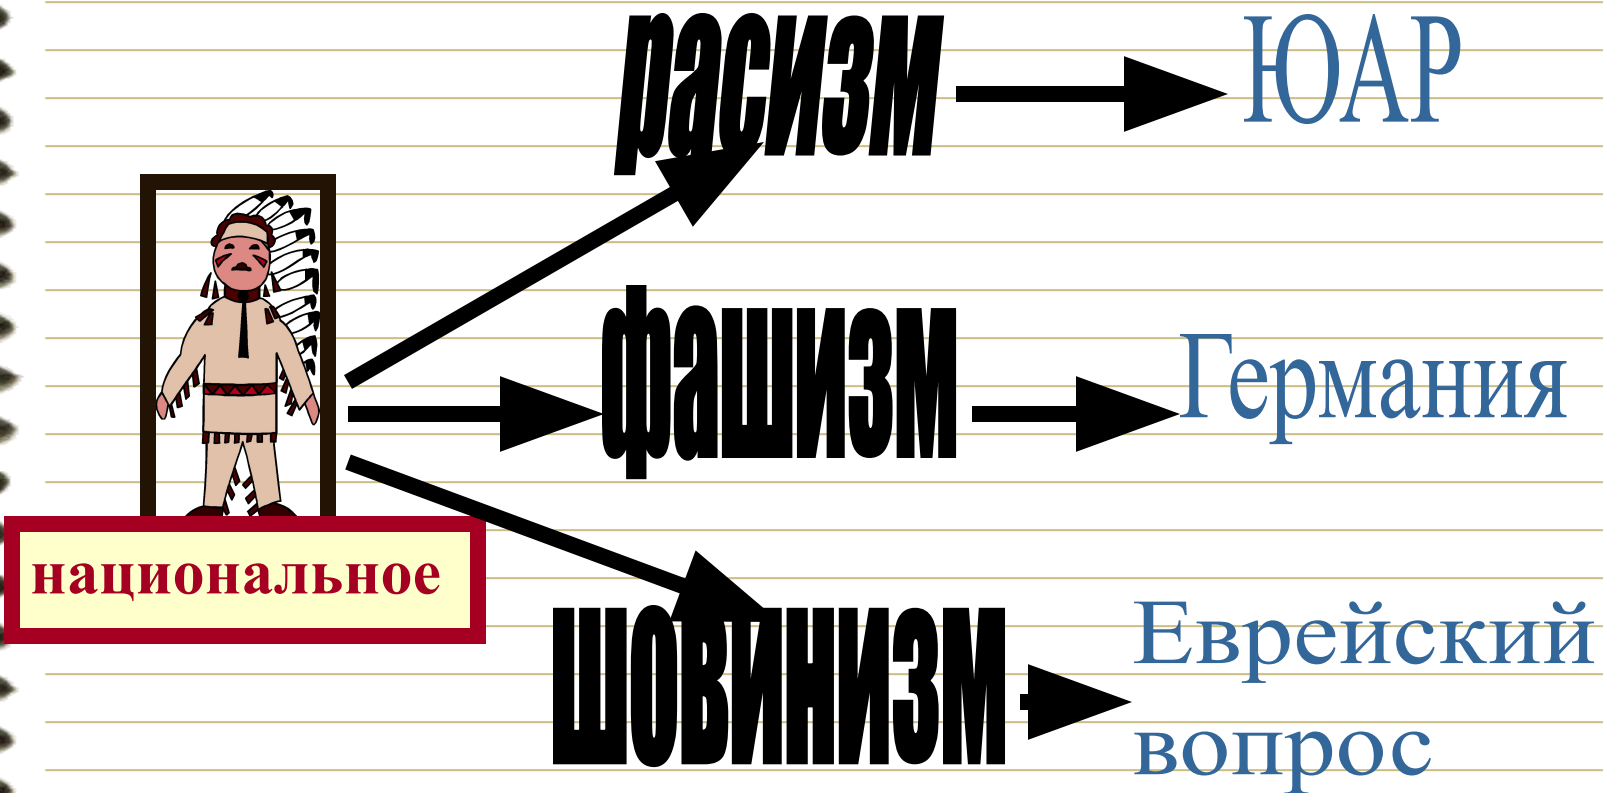 расизм
ЮАР
фашизм
Германия
национальное
шовинизм
Еврейский
вопрос